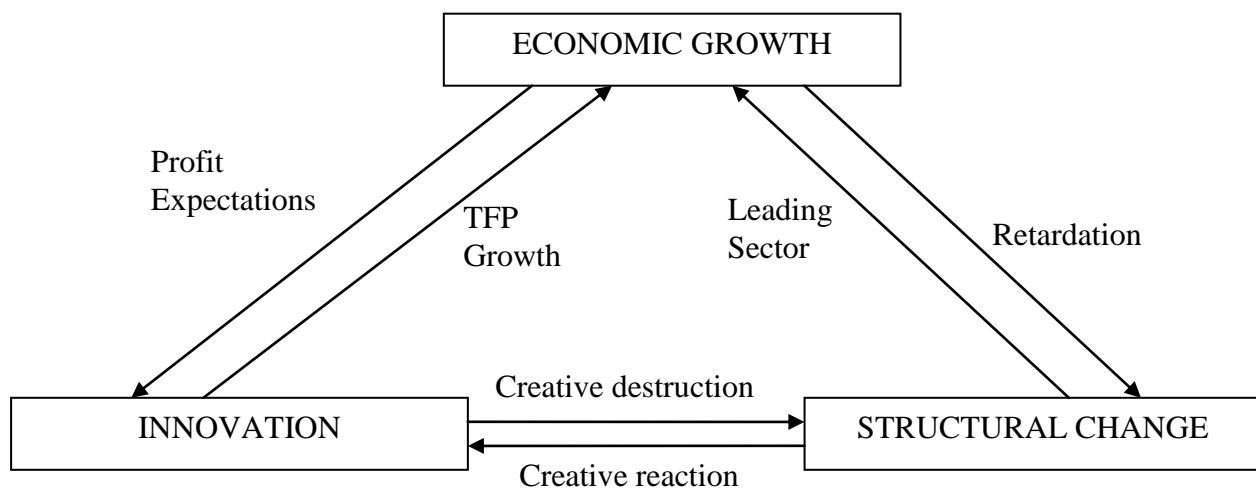 ECONOMIC GROWTH
Profit
Expectations
TFP
Growth
Leading
Sector
Retardation
Creative destruction
INNOVATION
STRUCTURAL CHANGE
Creative reaction